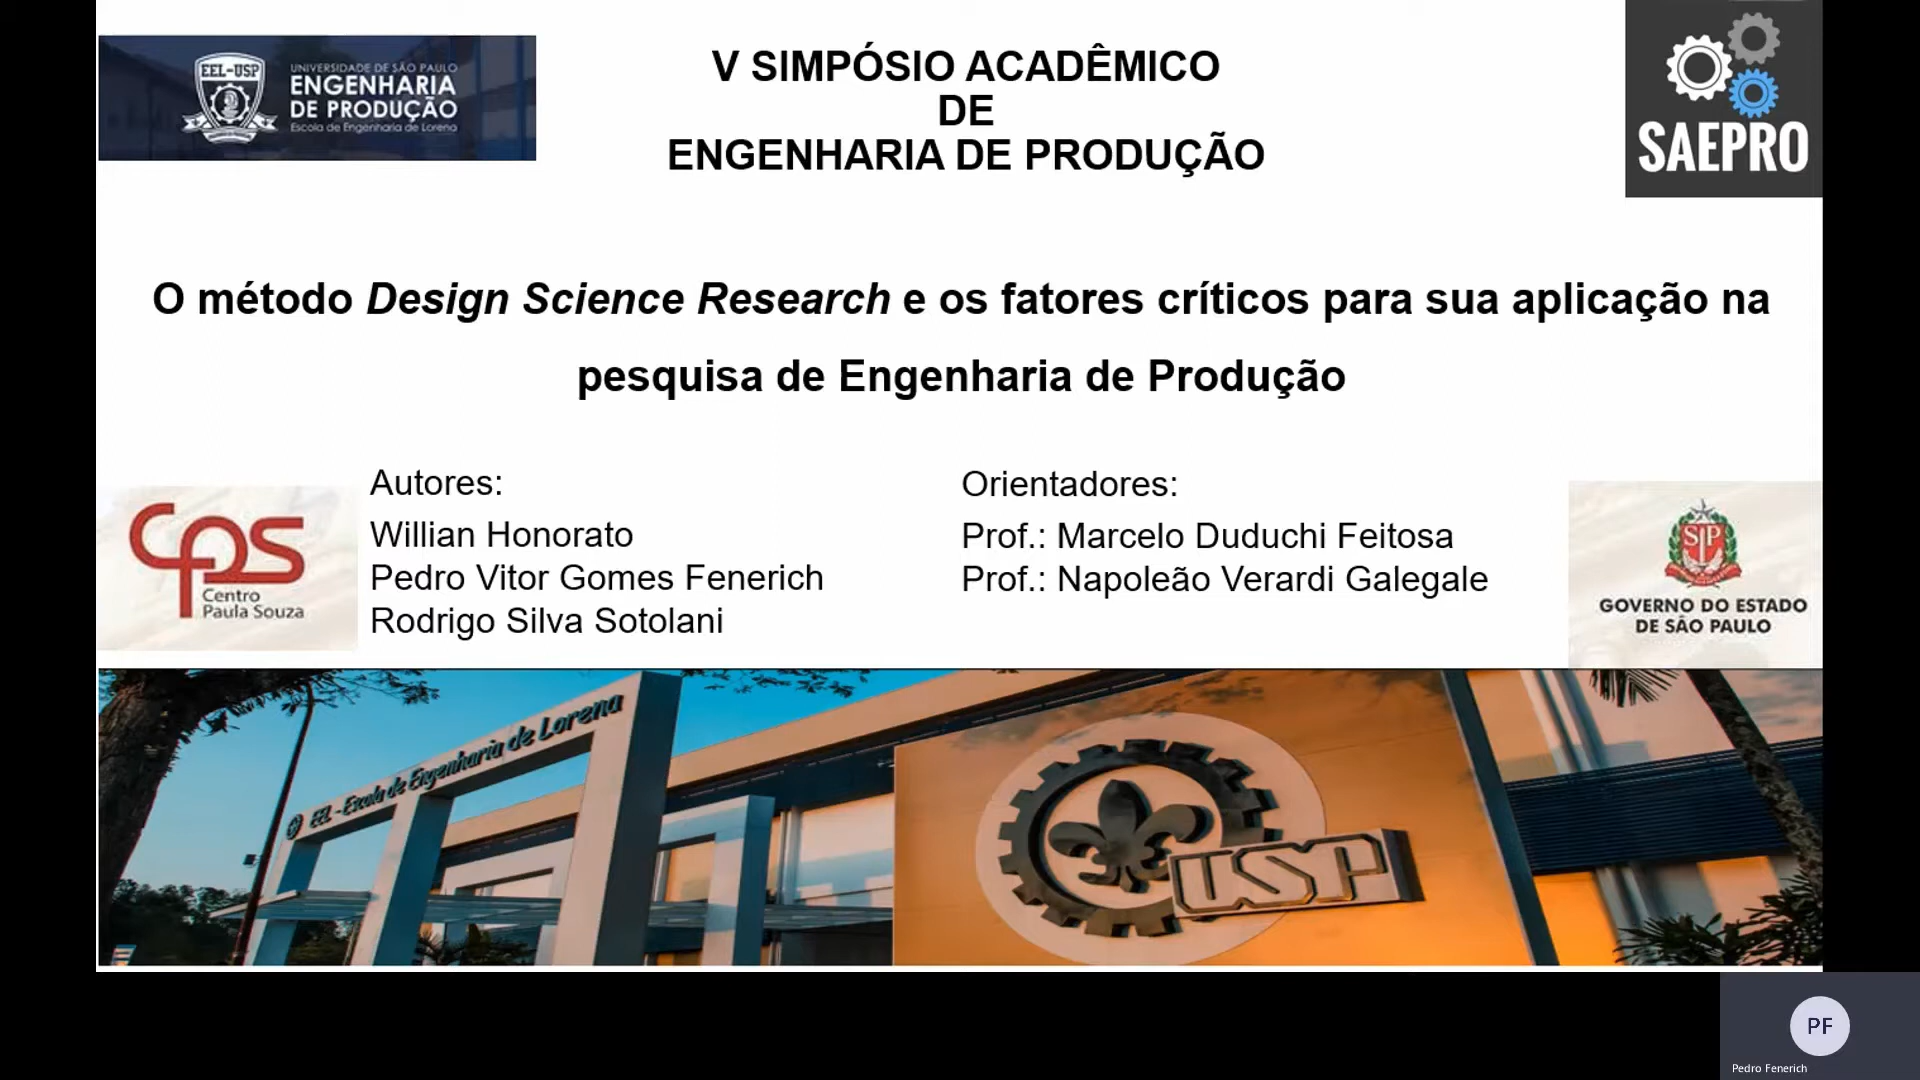 EEL-USP
UNIVERSIDADE DE SÃO PAULO
ENGENHARIA
DE PRODUÇÃO
Escola de Engenharia de Lorena
V SIMPÓSIO ACADÊMICO
DE
ENGENHARIA DE PRODUÇÃO
SAEPRO
O método Design Science Research e os fatores críticos para sua aplicação na
pesquisa de Engenharia de Produção
cps
Centro
Paula Souza
Autores:
Willian Honorato
Pedro Vitor Gomes Fenerich
Rodrigo Silva Sotolani
Orientadores:
Prof.: Marcelo Duduchi Feitosa
Prof.: Napoleão Verardi Galegale
SP
GOVERNO DO ESTADO
DE SÃO PAULO
EEL - Escola de Engenharia de Lorena
USP
PF
Pedro Fenerich